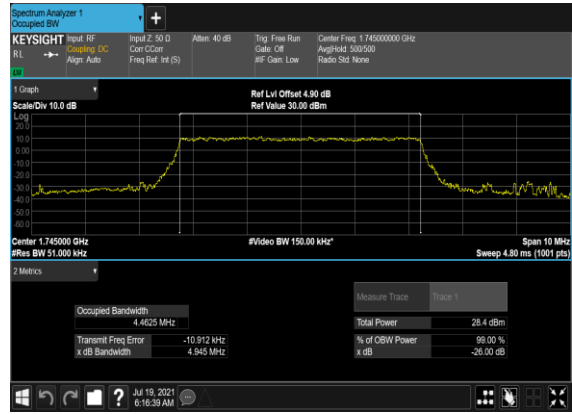 Spectrum Analyzer 1
Occupied BW
KEYSIGHT Input: RF Input Z: 50 Ω Atten: 40 dB Trig: Free Run Center Freq: 1.745000000 GHz
R L Coupling: DC Corr CCorr Gate: Off Avg|Hold: 500/500
Align: Auto Freq Ref: Int (S) #IF Gain: Low Radio Std: None
LW
1 Graph
Ref Lvl Offset 4.90 dB
Scale/Div 10.0 dB Ref Value 30.00 dBm
Log
20.0
10.0
0.00
-10.0
-20.0
-30.0
-40.0
-50.0
-60.0
Center 1.745000 GHz #Video BW 150.00 kHz* Span 10 MHz
#Res BW 51.000 kHz Sweep 4.80 ms (1001 pts)
2 Metrics
Measure Trace Trace 1
Occupied Bandwidth
4.4625 MHz Total Power 28.4 dBm
Transmit Freq Error -10.912 kHz % of OBW Power 99.00 %
x dB Bandwidth 4.945 MHz x dB -26.00 dB
? Jul 19, 2021
6:16:39 AM